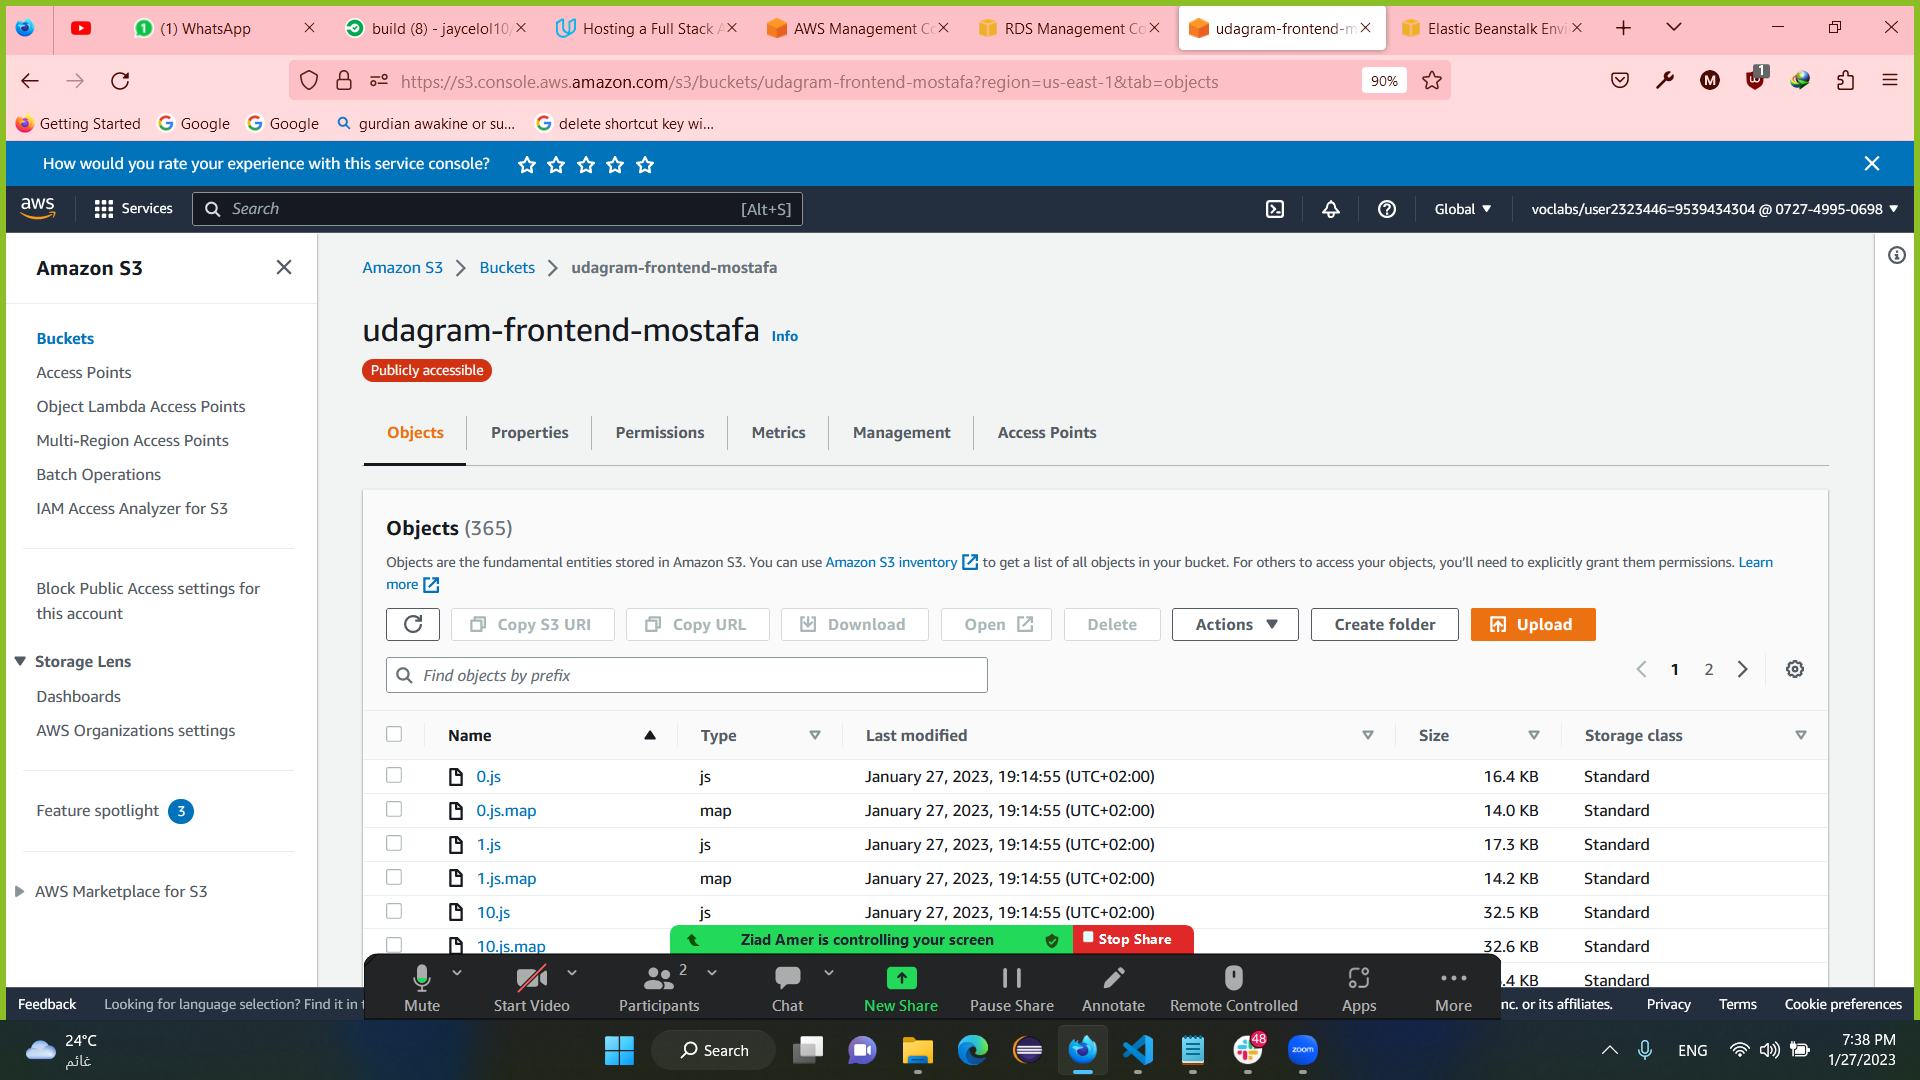 (1) WhatsApp
build (8) - jaycelol10/
Hosting a Full Stack A
AWS Management Co
RDS Management Co
udagram-frontend-m
Elastic Beanstalk Envi
https://s3.console.aws.amazon.com/s3/buckets/udagram-frontend-mostafa?region=us-east-1&tab=objects
90%
1
Getting Started
Google
Google
gurdian awakine or su...
delete shortcut key wi...
How would you rate your experience with this service console?
aws
Services
Search
[Alt+S]
Global
voclabs/user2323446=9539434304 @ 0727-4995-0698
Amazon S3
Buckets
Access Points
Object Lambda Access Points
Multi-Region Access Points
Batch Operations
IAM Access Analyzer for S3
Block Public Access settings for
this account
Storage Lens
Dashboards
AWS Organizations settings
Feature spotlight 3
AWS Marketplace for S3
Amazon S3
Buckets
udagram-frontend-mostafa
udagram-frontend-mostafa Info
Publicly accessible
Objects
Properties
Permissions
Metrics
Management
Access Points
Objects (365)
Objects are the fundamental entities stored in Amazon S3. You can use Amazon S3 inventory to get a list of all objects in your bucket. For others to access your objects, you'll need to explicitly grant them permissions. Learn
more
Copy S3 URI
Copy URL
Download
Open
Delete
Actions
Create folder
Upload
Find objects by prefix
1
2
Name Type Last modified Size Storage class
0.js js January 27, 2023, 19:14:55 (UTC+02:00) 16.4 KB Standard
0.js.map map January 27, 2023, 19:14:55 (UTC+02:00) 14.0 KB Standard
1.js js January 27, 2023, 19:14:55 (UTC+02:00) 17.3 KB Standard
1.js.map map January 27, 2023, 19:14:55 (UTC+02:00) 14.2 KB Standard
10.js js January 27, 2023, 19:14:55 (UTC+02:00) 32.5 KB Standard
10.js.map 32.6 KB Standard
.4 KB Standard
Ziad Amer is controlling your screen
Stop Share
Mute
Start Video
Participants
2
Chat
New Share
Pause Share
Annotate
Remote Controlled
Apps
More
Feedback
Looking for language selection? Find it in t
nc. or its affiliates.
Privacy
Terms
Cookie preferences
24°C
غائم
Search
48
zoom
ENG
7:38 PM
1/27/2023